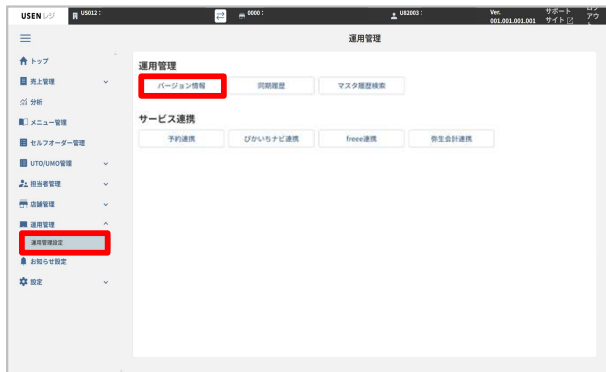 USENレジ
US012：
0000：
U82003：
Ver.
001.001.001.001
サポート
サイト
ログ
アウ
ト
運用管理
トップ
売上管理
分析
メニュー管理
セルフオーダー管理
UTO/UMO管理
担当者管理
店舗管理
運用管理
運用管理設定
お知らせ設定
設定
運用管理
バージョン情報
同期履歴
マスタ履歴検索
サービス連携
予約連携
ぴかいちナビ連携
freee連携
弥生会計連携